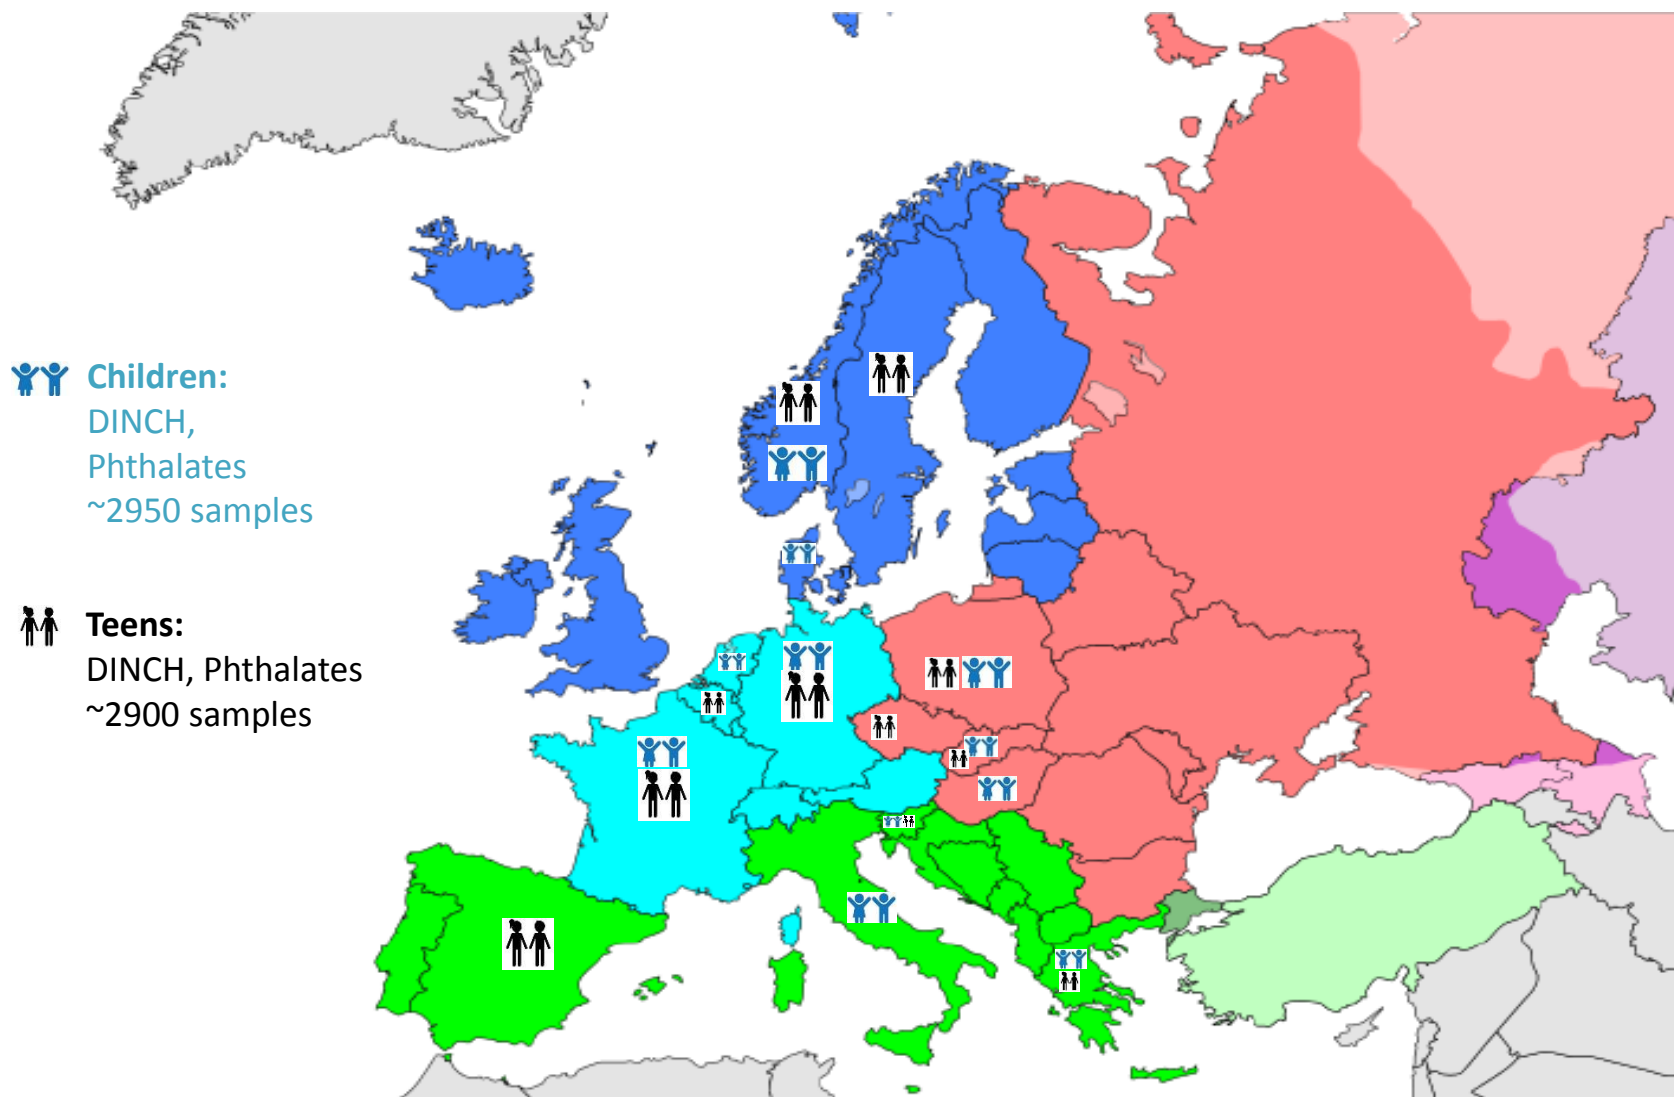 Children:
DINCH,
Phthalates
~2950 samples
Teens:
DINCH, Phthalates
~2900 samples